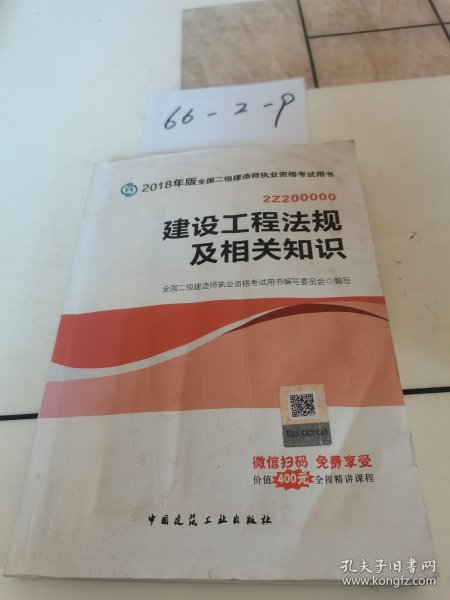 66-2-P
2018年版全国二级建造师执业资格考试用书
2Z200000
建设工程法规
及相关知识
全国二级建造师执业资格考试用书编写委员会◎编写
微信扫码 免费享受
价值400元全程精讲课程
中国建筑工业出版社
孔夫子旧书网
www.kongfz.com